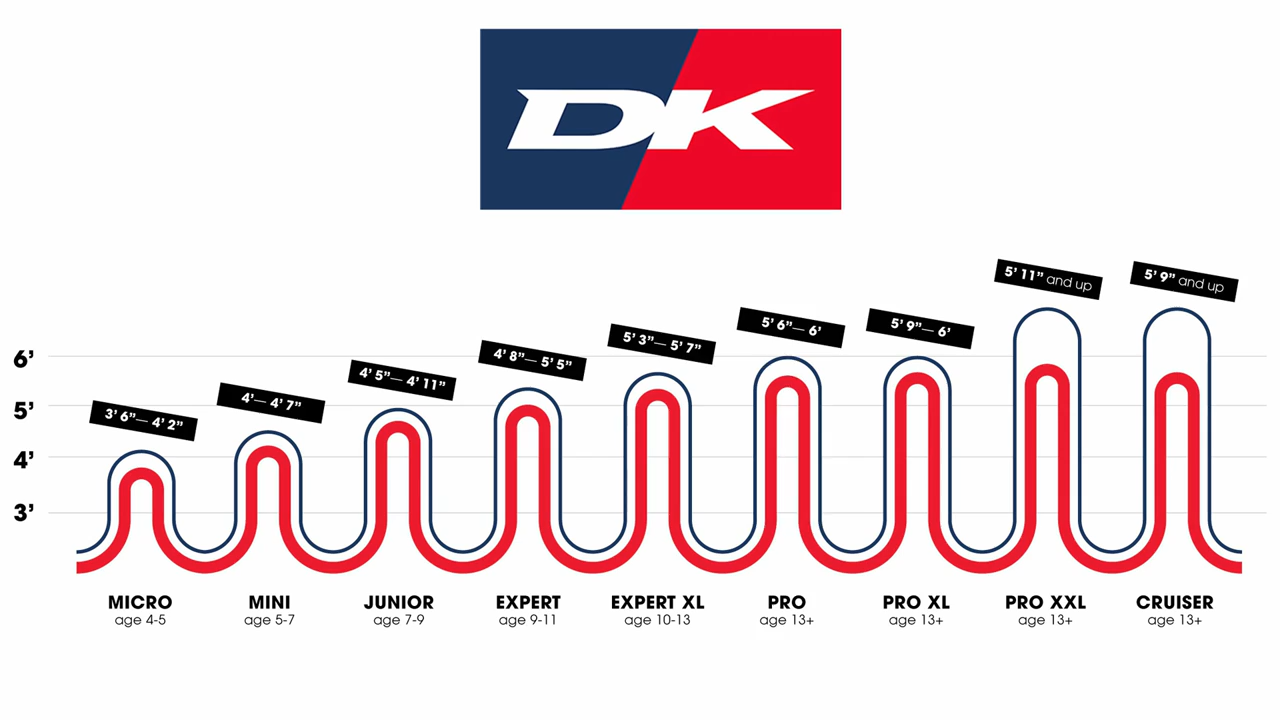 DK
3’ 6”— 4’ 2”
4’— 4’ 7”
4’ 5”— 4’ 11”
4’ 8”— 5’ 5”
5’ 3”— 5’ 7”
5’ 6”— 6’
5’ 9”— 6’
5’ 11” and up
5’ 9” and up
6’
5’
4’
3’
MICRO
age 4-5
MINI
age 5-7
JUNIOR
age 7-9
EXPERT
age 9-11
EXPERT XL
age 10-13
PRO
age 13+
PRO XL
age 13+
PRO XXL
age 13+
CRUISER
age 13+